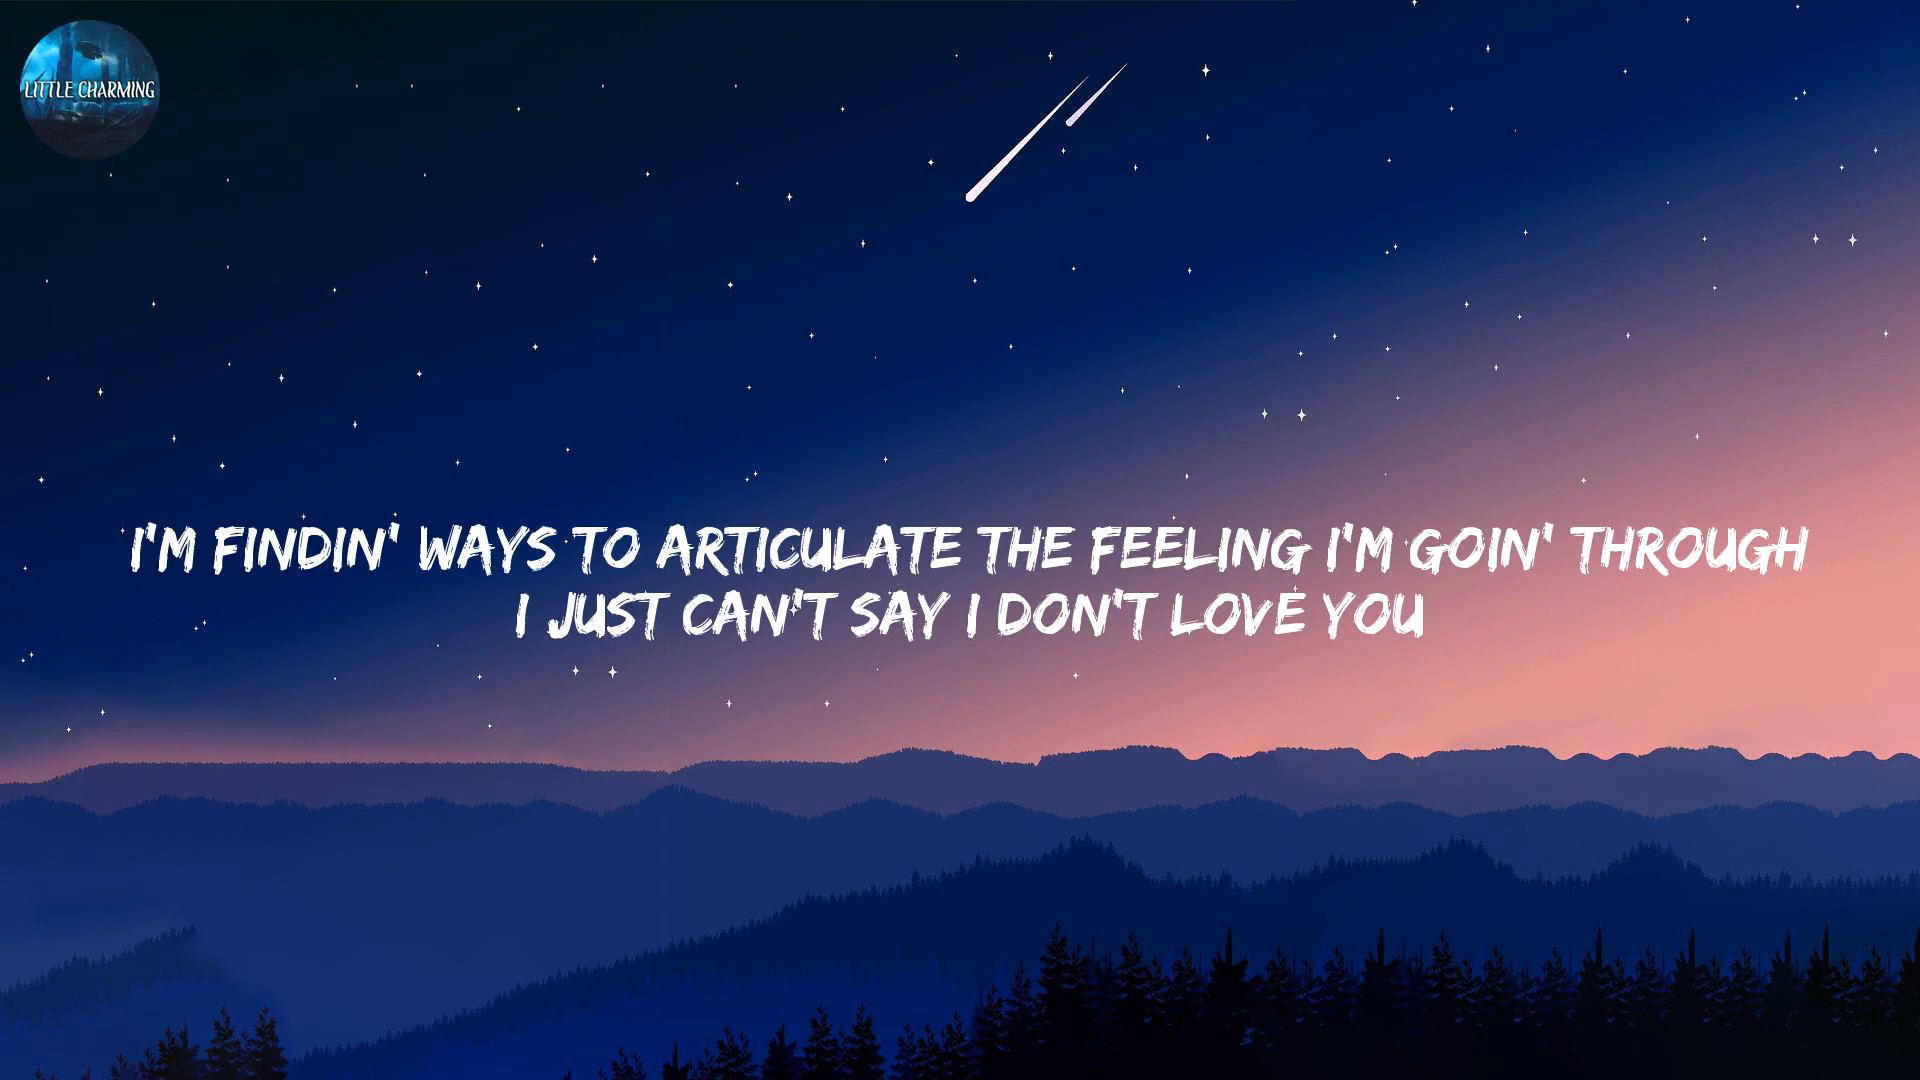 LITTLE CHARMING
I'M FINDIN' WAYS TO ARTICULATE THE FEELING I'M GOIN' THROUGH
I JUST CAN'T SAY I DON'T LOVE YOU